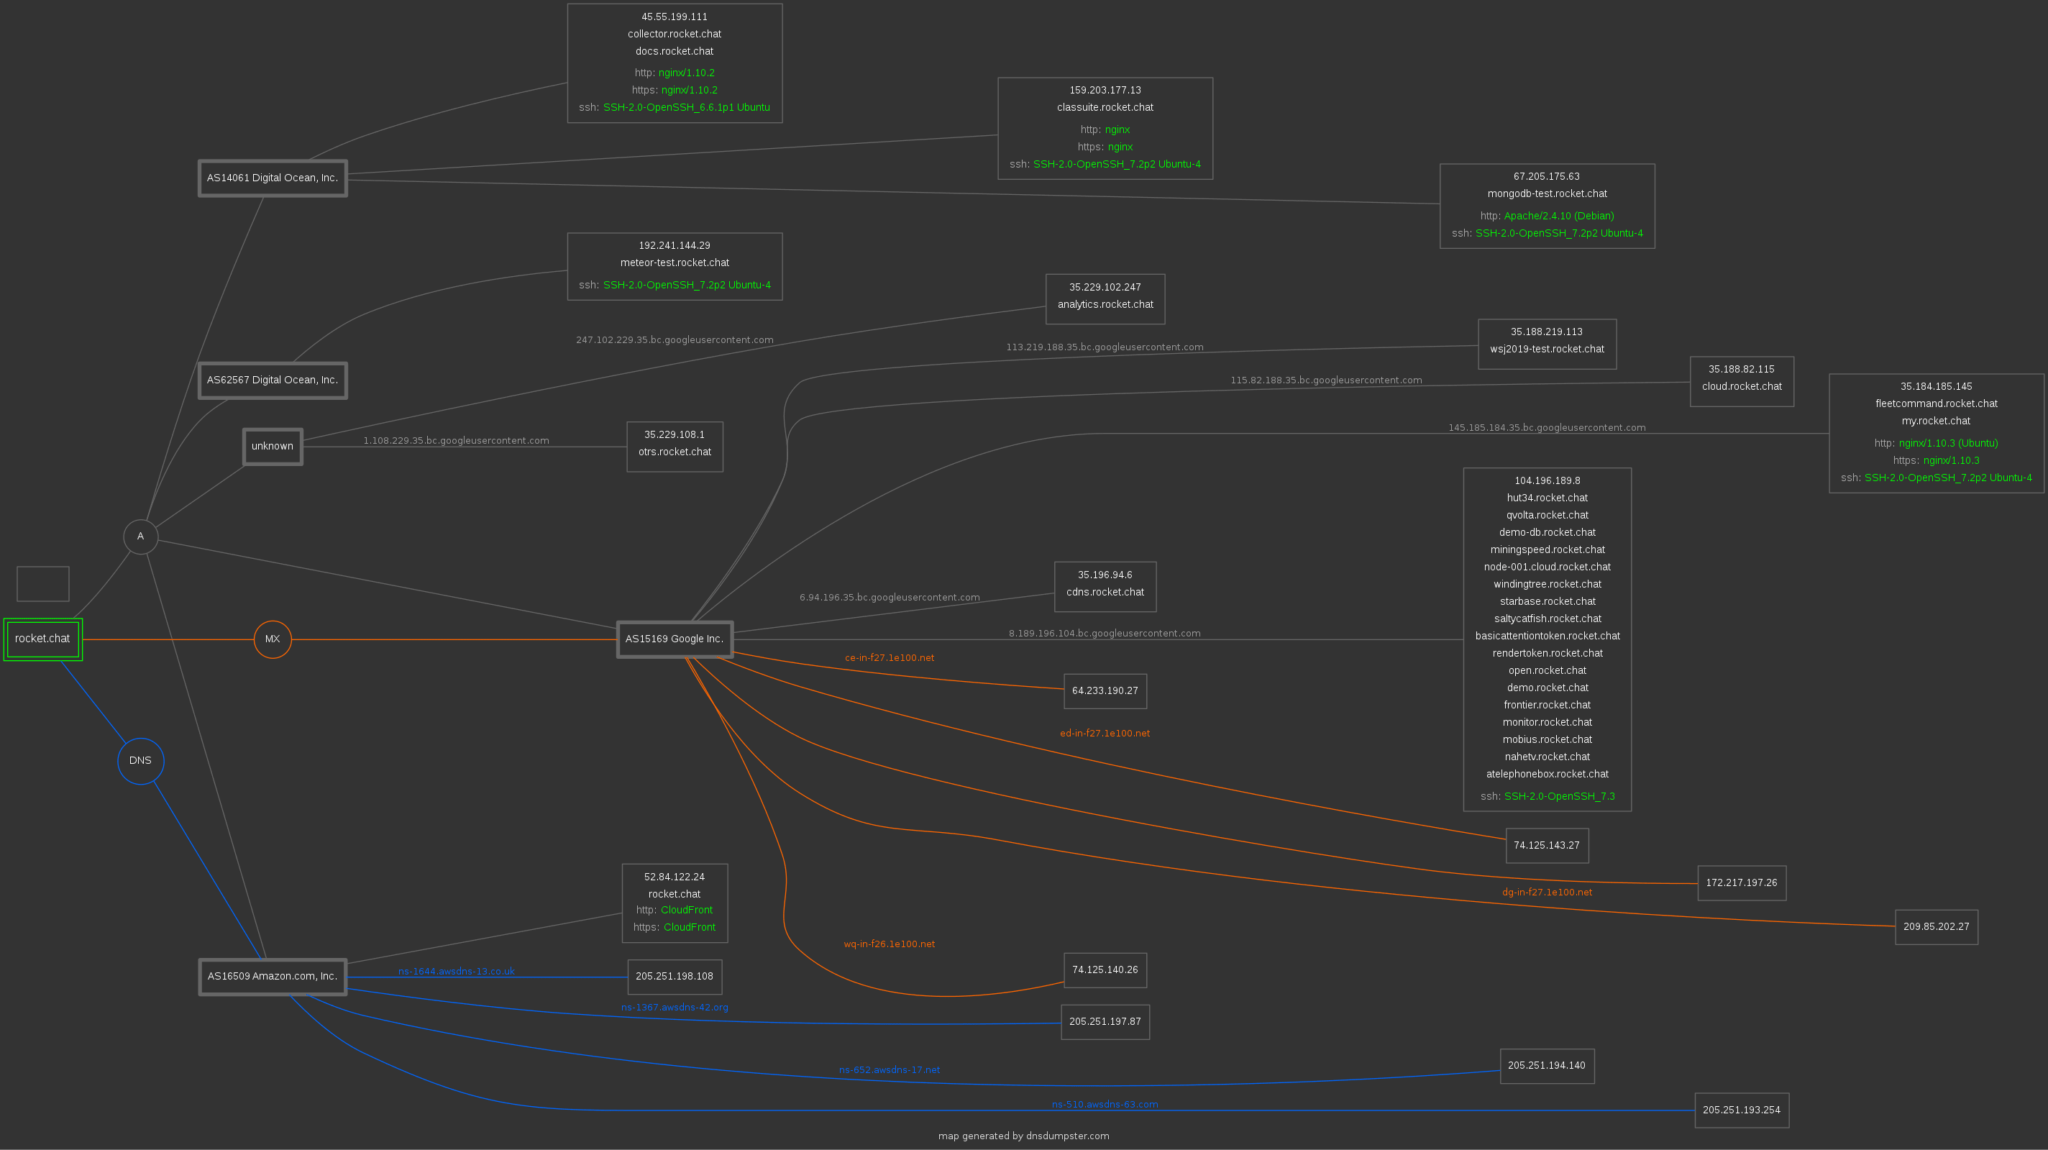 45.55.199.111
collector.rocket.chat
docs.rocket.chat
http: nginx/1.10.2
https: nginx/1.10.2
ssh: SSH-2.0-OpenSSH_6.6.1p1 Ubuntu
159.203.177.13
classuite.rocket.chat
http: nginx
https: nginx
ssh: SSH-2.0-OpenSSH_7.2p2 Ubuntu-4
AS14061 Digital Ocean, Inc.
67.205.175.63
mongodb-test.rocket.chat
http: Apache/2.4.10 (Debian)
ssh: SSH-2.0-OpenSSH_7.2p2 Ubuntu-4
192.241.144.29
meteor-test.rocket.chat
ssh: SSH-2.0-OpenSSH_7.2p2 Ubuntu-4
35.229.102.247
analytics.rocket.chat
247.102.229.35.bc.googleusercontent.com
35.188.219.113
wsj2019-test.rocket.chat
113.219.188.35.bc.googleusercontent.com
35.188.82.115
cloud.rocket.chat
115.82.188.35.bc.googleusercontent.com
AS62567 Digital Ocean, Inc.
35.184.185.145
fleetcommand.rocket.chat
my.rocket.chat
http: nginx/1.10.3 (Ubuntu)
https: nginx/1.10.3
ssh: SSH-2.0-OpenSSH_7.2p2 Ubuntu-4
145.185.184.35.bc.googleusercontent.com
unknown
1.108.229.35.bc.googleusercontent.com
35.229.108.1
otrs.rocket.chat
104.196.189.8
hut34.rocket.chat
qvolta.rocket.chat
demo-db.rocket.chat
miningspeed.rocket.chat
node-001.cloud.rocket.chat
windingtree.rocket.chat
starbase.rocket.chat
saltycatfish.rocket.chat
basicattentiontoken.rocket.chat
rendertoken.rocket.chat
open.rocket.chat
demo.rocket.chat
frontier.rocket.chat
monitor.rocket.chat
mobius.rocket.chat
nahetv.rocket.chat
atelephonebox.rocket.chat
ssh: SSH-2.0-OpenSSH_7.3
A
35.196.94.6
cdns.rocket.chat
6.94.196.35.bc.googleusercontent.com
rocket.chat
MX
AS15169 Google Inc.
8.189.196.104.bc.googleusercontent.com
ce-in-f27.1e100.net
64.233.190.27
ed-in-f27.1e100.net
DNS
74.125.143.27
172.217.197.26
dg-in-f27.1e100.net
209.85.202.27
52.84.122.24
rocket.chat
http: CloudFront
https: CloudFront
wq-in-f26.1e100.net
74.125.140.26
AS16509 Amazon.com, Inc.
ns-1644.awsdns-13.co.uk
205.251.198.108
ns-1367.awsdns-42.org
205.251.197.87
ns-652.awsdns-17.net
205.251.194.140
ns-510.awsdns-63.com
205.251.193.254
map generated by dnsdumpster.com